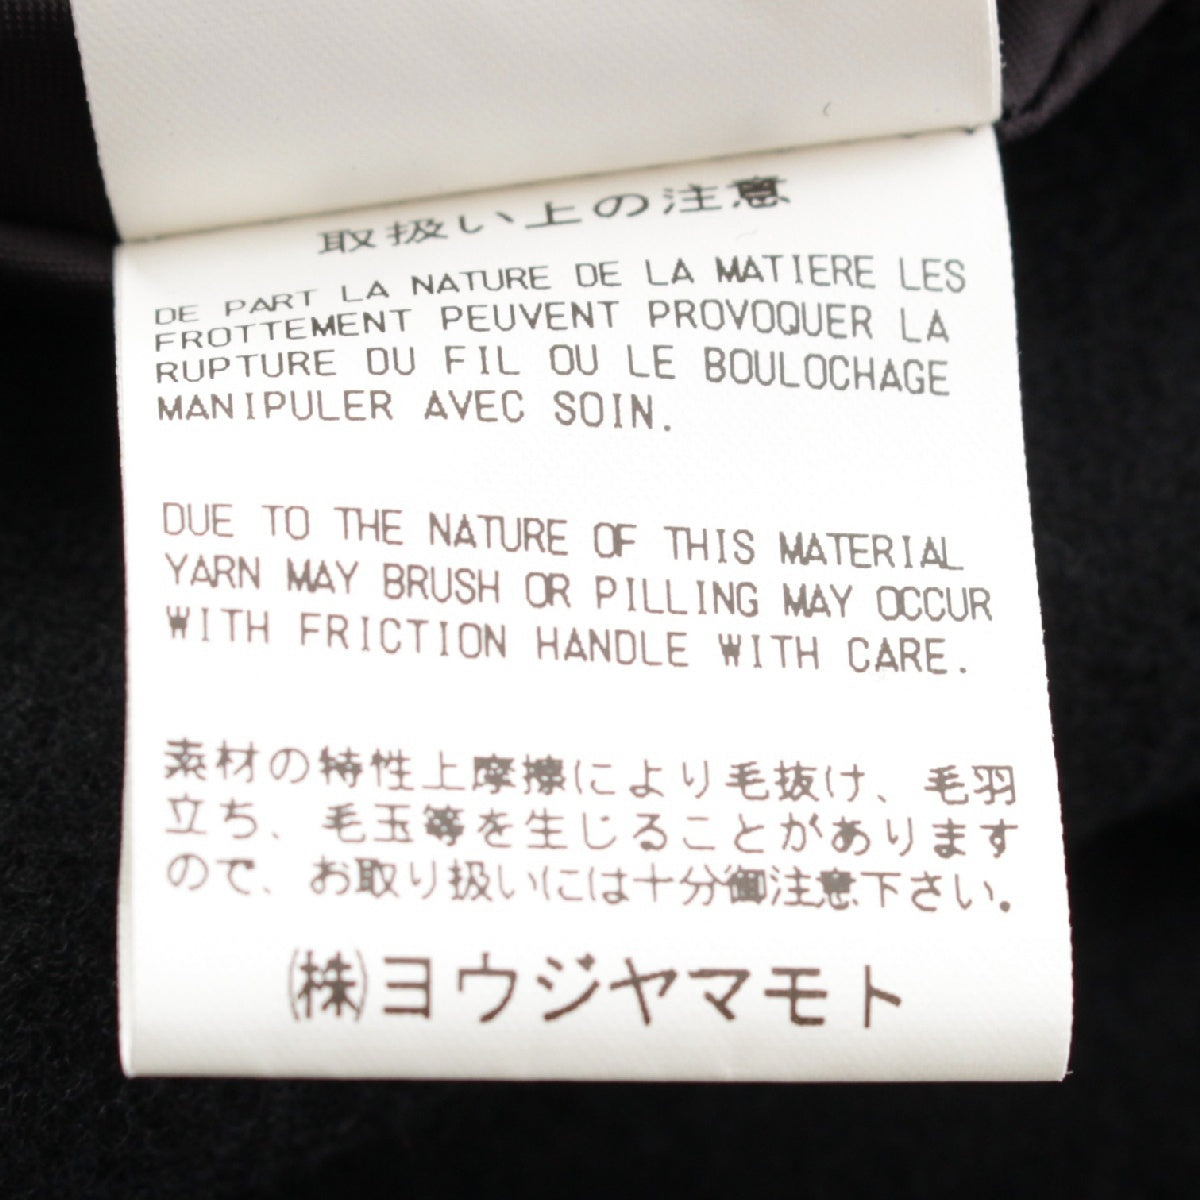 取扱い上の注意
DE PART LA NATURE DE LA MATIERE LES
FROTTEMENT PEUVENT PROVOQUER LA
RUPTURE DU FIL OU LE BOULOCHAGE
MANIPULER AVEC SOIN.
DUE TO THE NATURE OF THIS MATERIAL
YARN MAY BRUSH OR PILLING MAY OCCUR
WITH FRICTION HANDLE WITH CARE.
素材の特性上摩擦により毛抜け、毛羽
立ち、毛玉等を生じることがあります
ので、お取り扱いには十分御注意下さい。
㈱ヨウジヤマモト